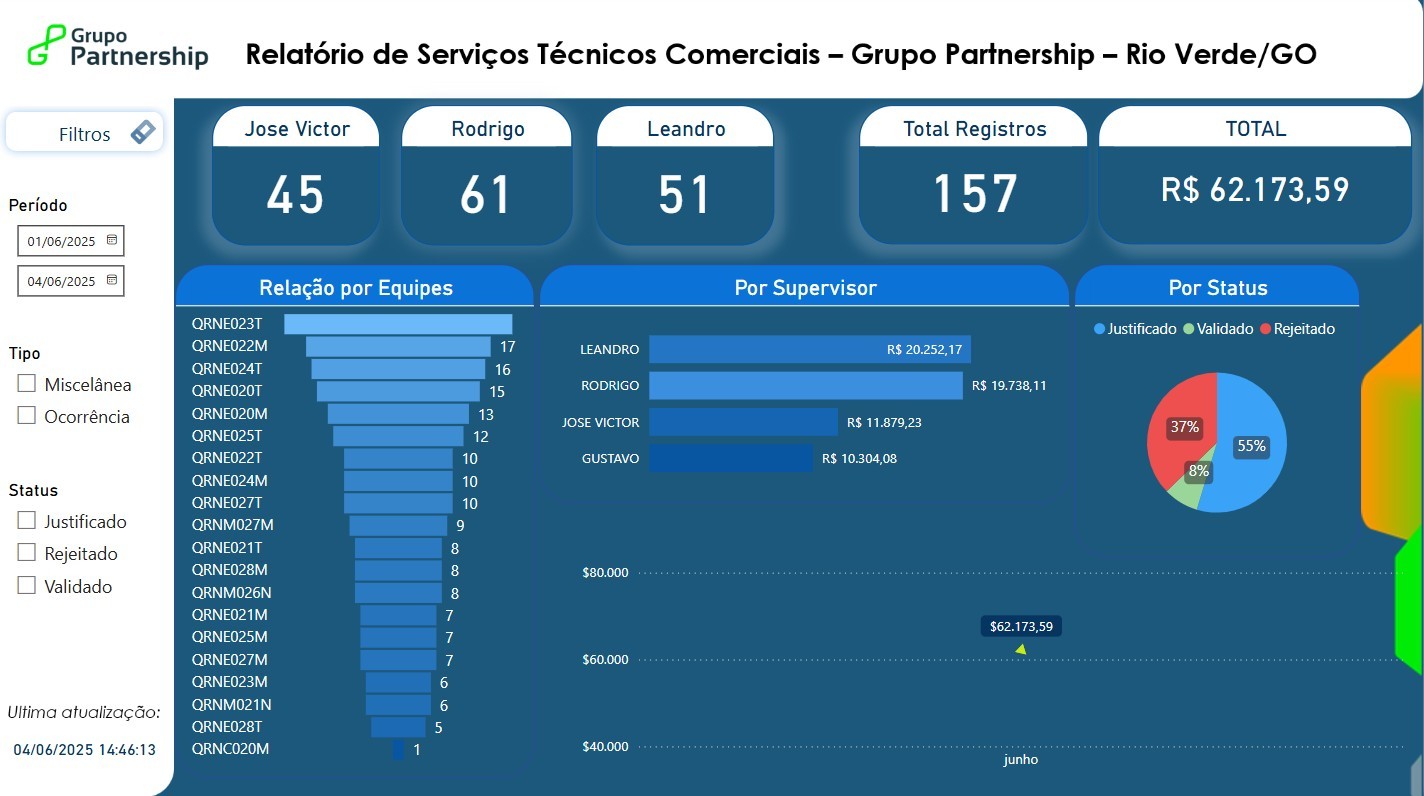 Grupo
Partnership
Relatório de Serviços Técnicos Comerciais – Grupo Partnership – Rio Verde/GO
Filtros
Período
01/06/2025
04/06/2025
Tipo
Miscelânea
Ocorrência
Status
Justificado
Rejeitado
Validado
Ultima atualização:
04/06/2025 14:46:13
Jose Victor
45
Rodrigo
61
Leandro
51
Total Registros
157
TOTAL
R$ 62.173,59
Relação por Equipes
QRNE023T
QRNE022M 17
QRNE024T 16
QRNE020T 15
QRNE020M 13
QRNE025T 12
QRNE022T 10
QRNE024M 10
QRNE027T 10
QRNM027M 9
QRNE021T 8
QRNE028M 8
QRNM026N 8
QRNE021M 7
QRNE025M 7
QRNE027M 7
QRNE023M 6
QRNM021N 6
QRNE028T 5
QRNC020M 1
Por Supervisor
LEANDRO R$ 20.252,17
RODRIGO R$ 19.738,11
JOSE VICTOR R$ 11.879,23
GUSTAVO R$ 10.304,08
Por Status
Justificado Validado Rejeitado
37%
55%
8%
$80.000
$62.173,59
$60.000
$40.000
junho